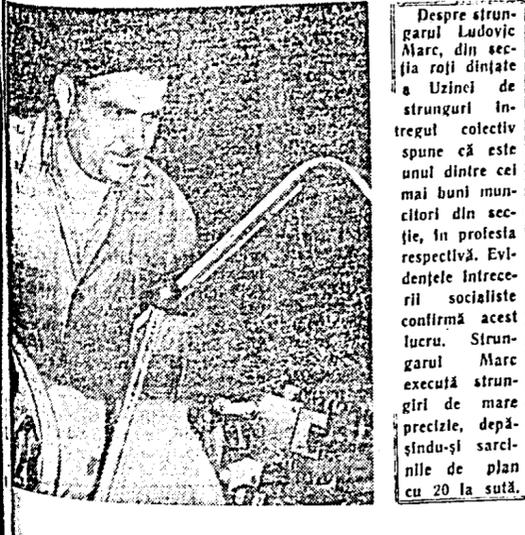 Despre strun-
garul Ludovic
Marc, din sec-
ția roți dințate
a Uzinei de
strunguri în-
tregul colectiv
spune că este
unul dintre cei
mai buni mun-
citori din sec-
ție, în profesia
respectivă. Evi-
dențele întrece-
rii socialiste
confirmă acest
lucru. Strun-
garul Marc
execută strun-
giri de mare
precizie, depă-
șindu-și sarci-
nile de plan
cu 20 la sută.